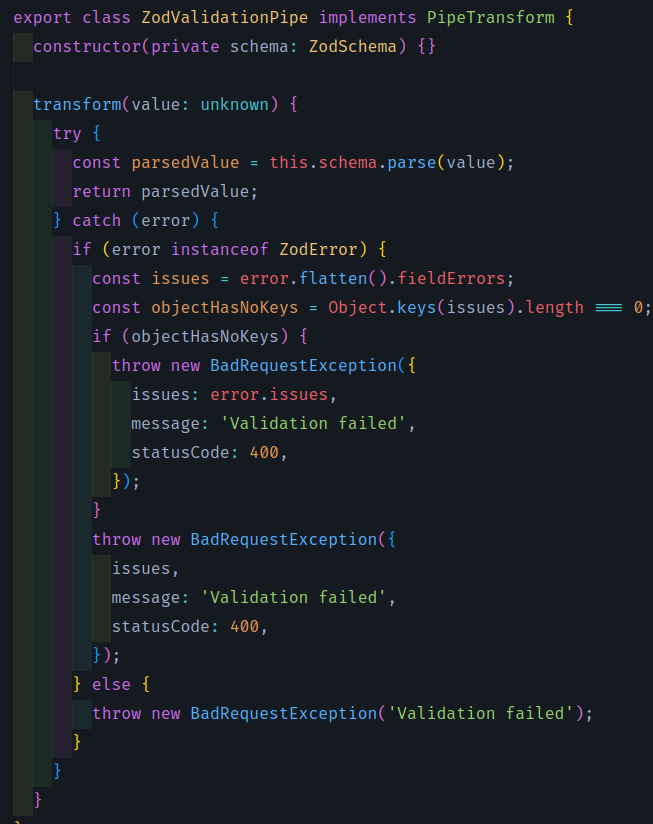 export class ZodValidationPipe implements PipeTransform {
constructor(private schema: ZodSchema) {}
transform(value: unknown) {
try {
const parsedValue = this.schema.parse(value);
return parsedValue;
} catch (error) {
if (error instanceof ZodError) {
const issues = error.flatten().fieldErrors;
const objectHasNoKeys = Object.keys(issues).length === 0;
if (objectHasNoKeys) {
throw new BadRequestException({
issues: error.issues,
message: 'Validation failed',
statusCode: 400,
});
}
throw new BadRequestException({
issues,
message: 'Validation failed',
statusCode: 400,
});
} else {
throw new BadRequestException('Validation failed');
}
}
}
}